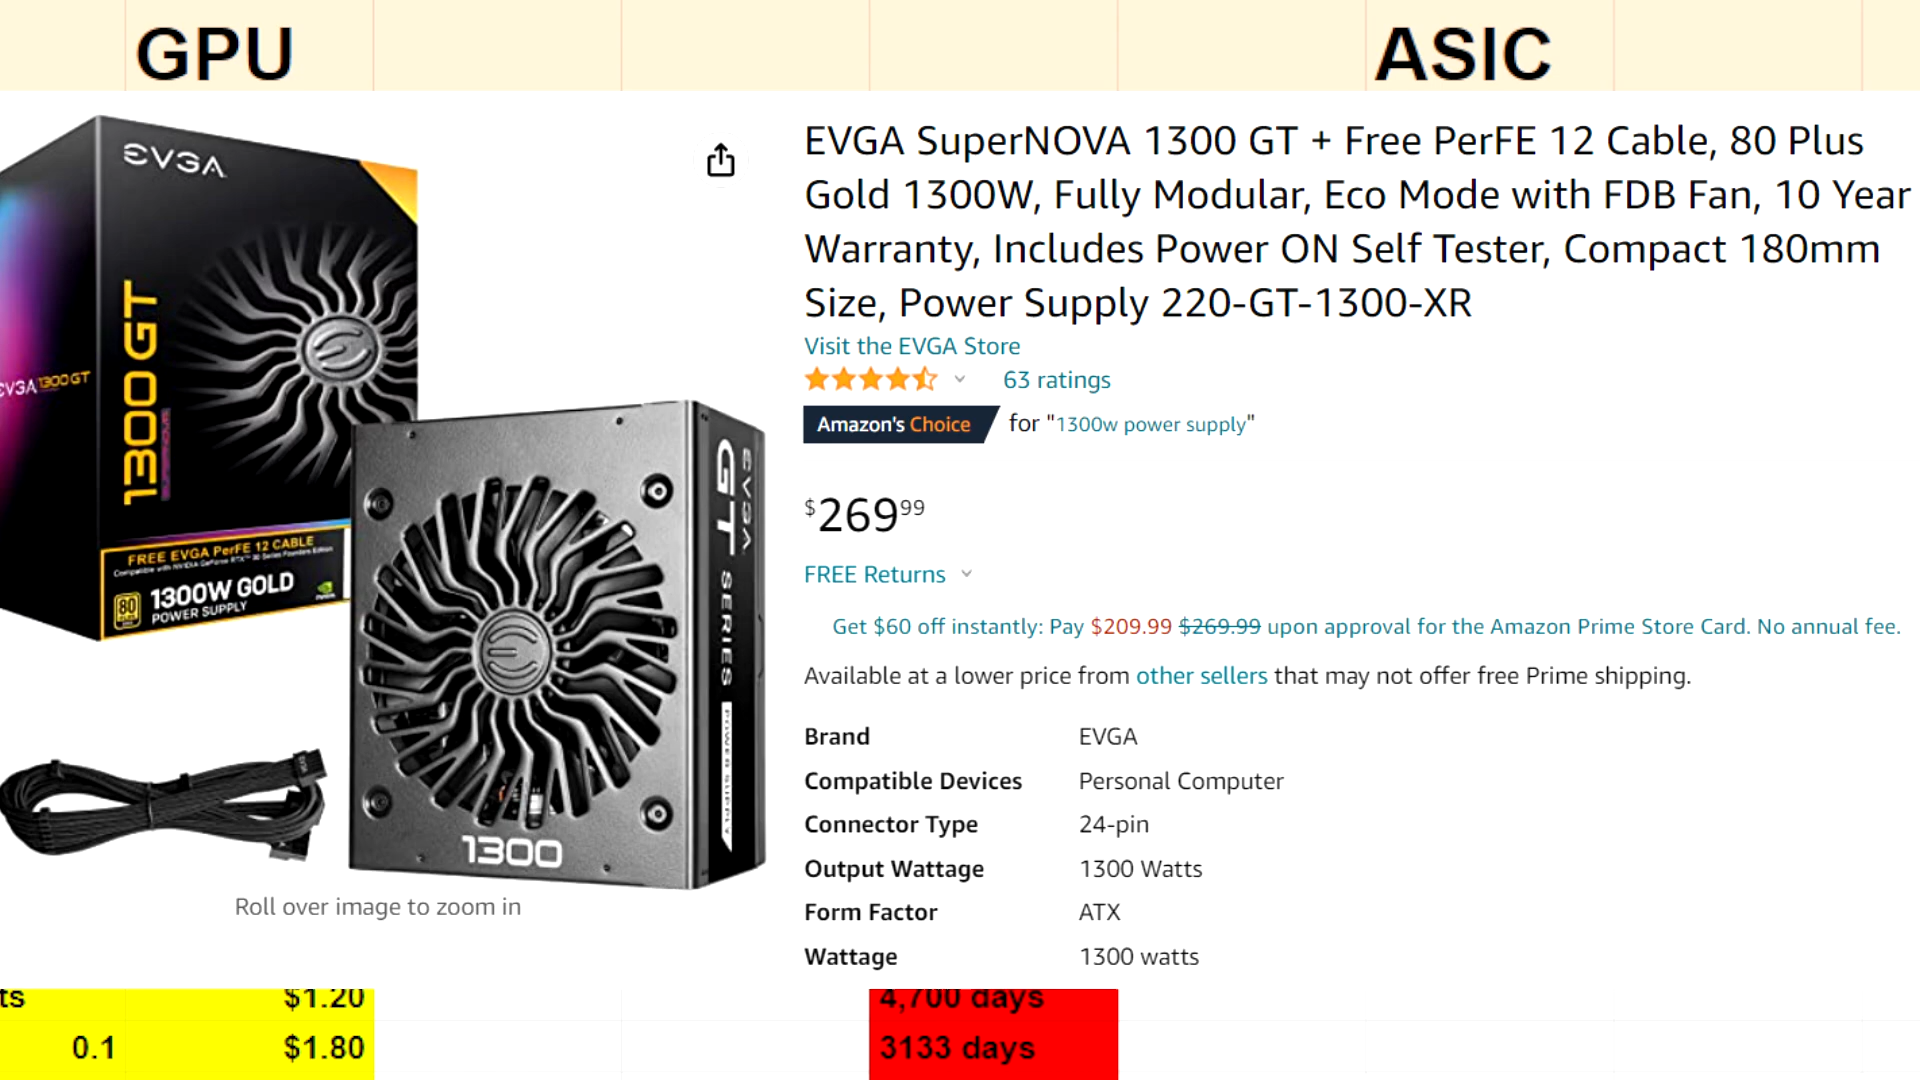 GPU
ASIC
EVGA
1300 GT
EVGA 1300 GT
FREE EVGA PerFE 12 CABLE
1300W GOLD
POWER SUPPLY
80
EVGA
GT SERIES
1300
Roll over image to zoom in
EVGA SuperNOVA 1300 GT + Free PerFE 12 Cable, 80 Plus
Gold 1300W, Fully Modular, Eco Mode with FDB Fan, 10 Year
Warranty, Includes Power ON Self Tester, Compact 180mm
Size, Power Supply 220-GT-1300-XR
Visit the EVGA Store
63 ratings
Amazon's Choice for "1300w power supply"
$269 99
FREE Returns
Get $60 off instantly: Pay $209.99 $269.99 upon approval for the Amazon Prime Store Card. No annual fee.
Available at a lower price from other sellers that may not offer free Prime shipping.
Brand EVGA
Compatible Devices Personal Computer
Connector Type 24-pin
Output Wattage 1300 Watts
Form Factor ATX
Wattage 1300 watts
ts $1.20 4,700 days
0.1 $1.80 3133 days